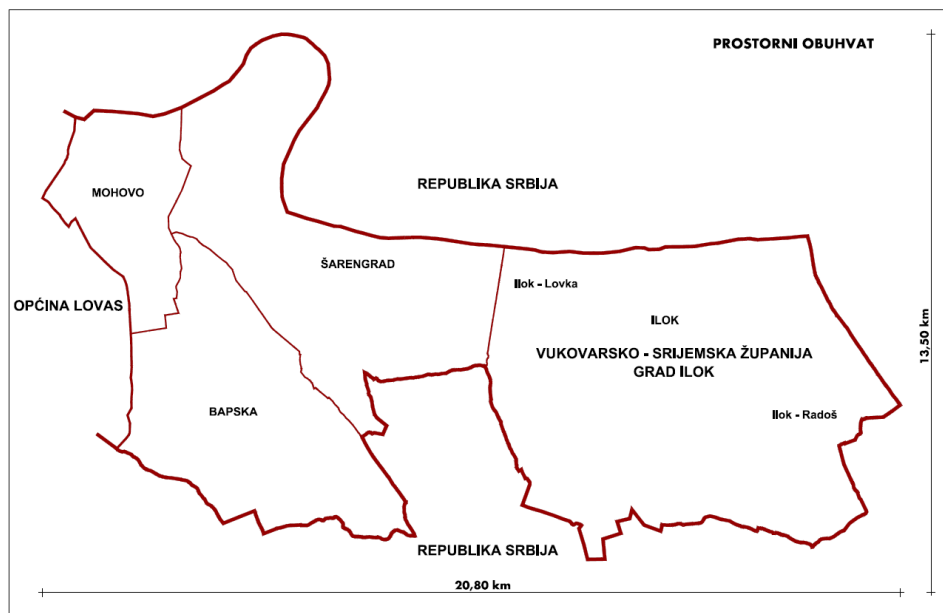 PROSTORNI OBUHVAT
REPUBLIKA SRBIJA
MOHOVO
ŠARENGRAD
Ilok - Lovka
OPĆINA LOVAS
ILOK
VUKOVARSKO - SRIJEMSKA ŽUPANIJA
GRAD ILOK
13,50 km
BAPSKA
Ilok - Radoš
REPUBLIKA SRBIJA
20,80 km